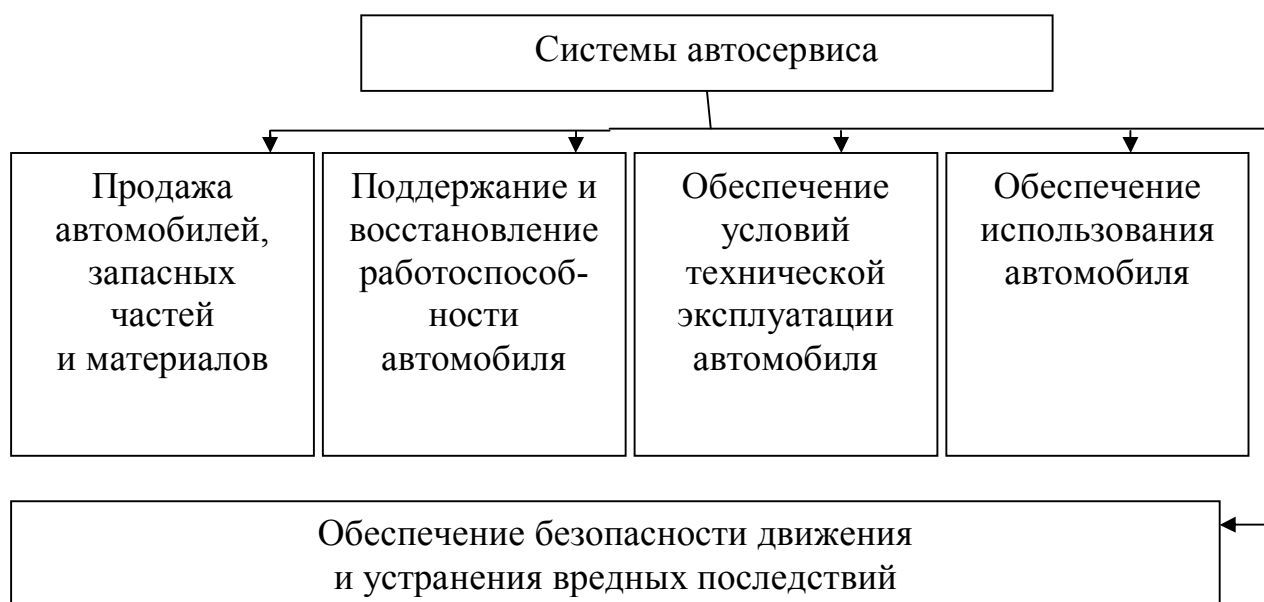 Системы автосервиса
Продажа
автомобилей,
запасных
частей
и материалов
Поддержание и
восстановление
работоспособ-
ности
автомобиля
Обеспечение
условий
технической
эксплуатации
автомобиля
Обеспечение
использования
автомобиля
Обеспечение безопасности движения
и устранения вредных последствий